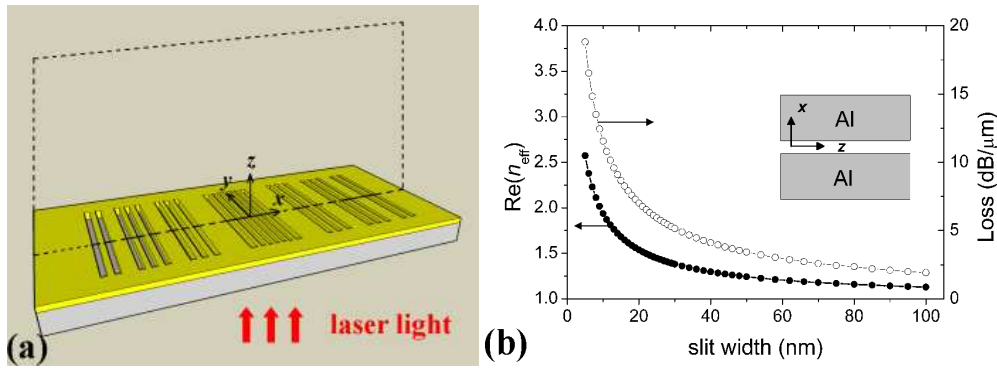 z
y
x
laser light
(a)
4.0
3.5
3.0
2.5
2.0
1.5
1.0
Re(n_eff)
0
20
40
60
80
100
slit width (nm)
20
15
10
5
0
Loss (dB/μm)
x
Al
z
Al
(b)